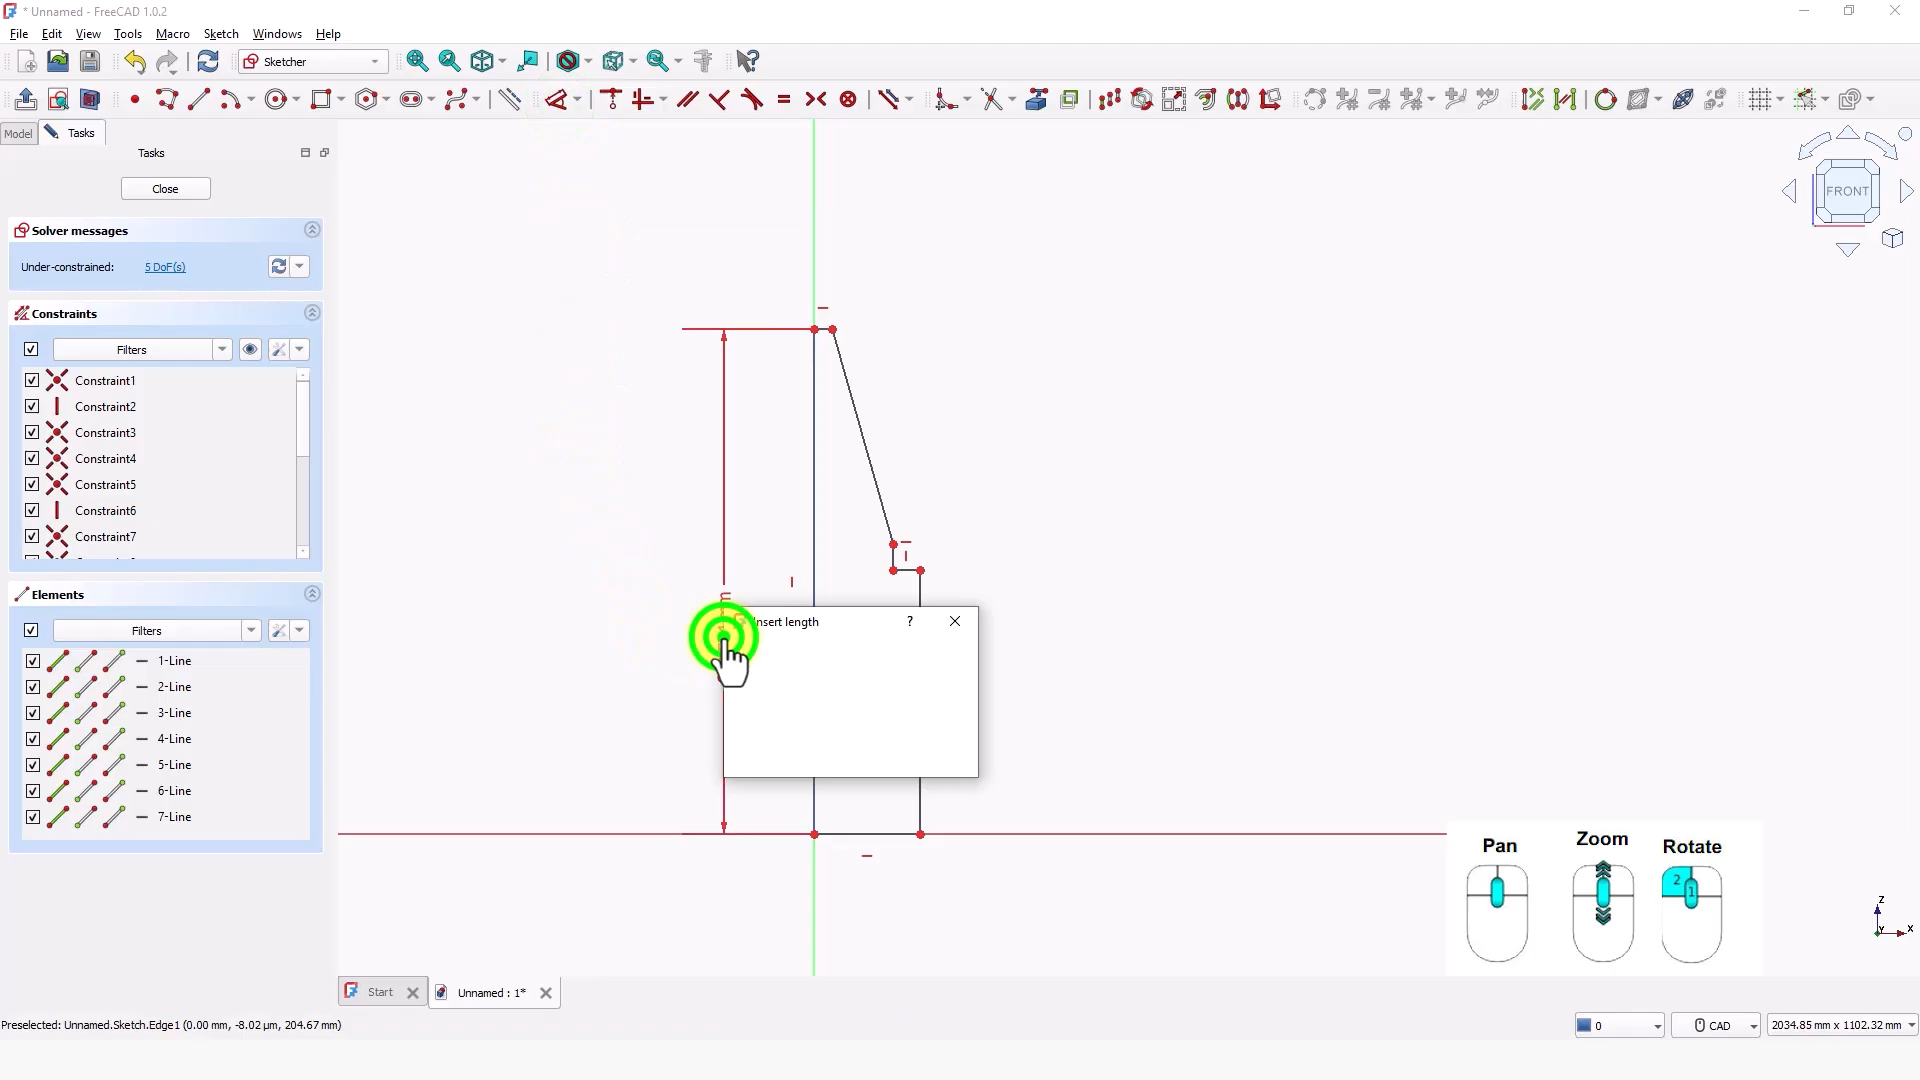 * Unnamed - FreeCAD 1.0.2
File Edit View Tools Macro Sketch Windows Help
Sketcher
Model
Tasks
Tasks
Close
Solver messages
Under-constrained: 5 DoF(s)
Constraints
Filters
Constraint1
Constraint2
Constraint3
Constraint4
Constraint5
Constraint6
Constraint7
Elements
Filters
1-Line
2-Line
3-Line
4-Line
5-Line
6-Line
7-Line
FRONT
length
?
Pan
Zoom
Rotate
2
1
Z
Y
X
Start
Unnamed : 1*
Preselected: Unnamed.Sketch.Edge1 (0.00 mm, -8.02 µm, 204.67 mm)
0
CAD
2034.85 mm x 1102.32 mm